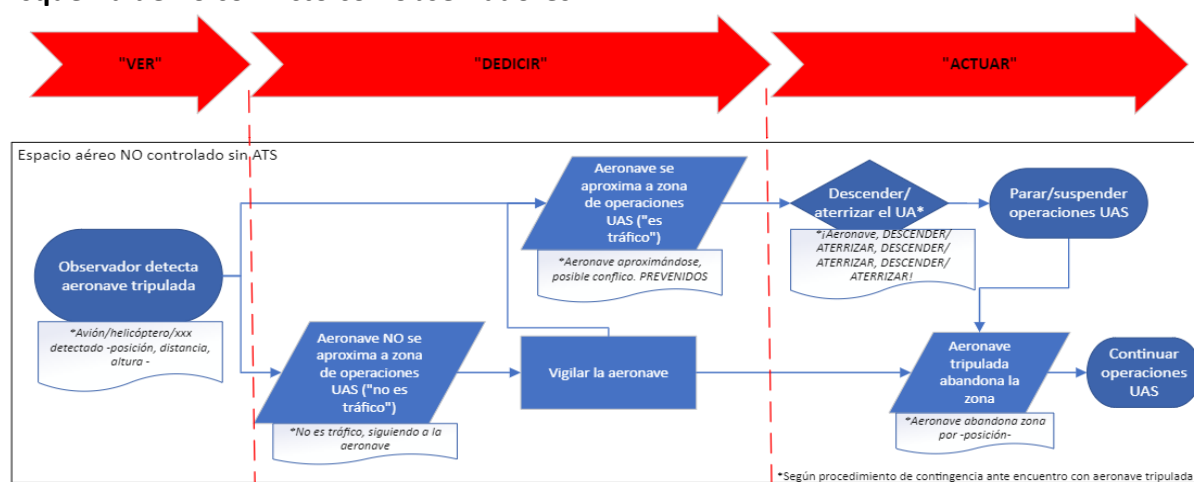 "VER"
"DEDICIR"
"ACTUAR"
Espacio aéreo NO controlado sin ATS
Observador detecta
aeronave tripulada
*Avión/helicóptero/xxx
detectado -posición, distancia,
altura -
Aeronave se
aproxima a zona
de operaciones
UAS ("es
tráfico")
*Aeronave aproximándose,
posible conflico. PREVENIDOS
Aeronave NO se
aproxima a zona
de operaciones
UAS ("no es
tráfico")
*No es tráfico, siguiendo a la
aeronave
Vigilar la aeronave
Descender/
aterrizar el UA*
*¡Aeronave, DESCENDER/
ATERRIZAR, DESCENDER/
ATERRIZAR, DESCENDER/
ATERRIZAR!
Parar/suspender
operaciones UAS
Aeronave
tripulada
abandona la
zona
*Aeronave abandona zona
por -posición-
Continuar
operaciones
UAS
*Según procedimiento de contingencia ante encuentro con aeronave tripulada